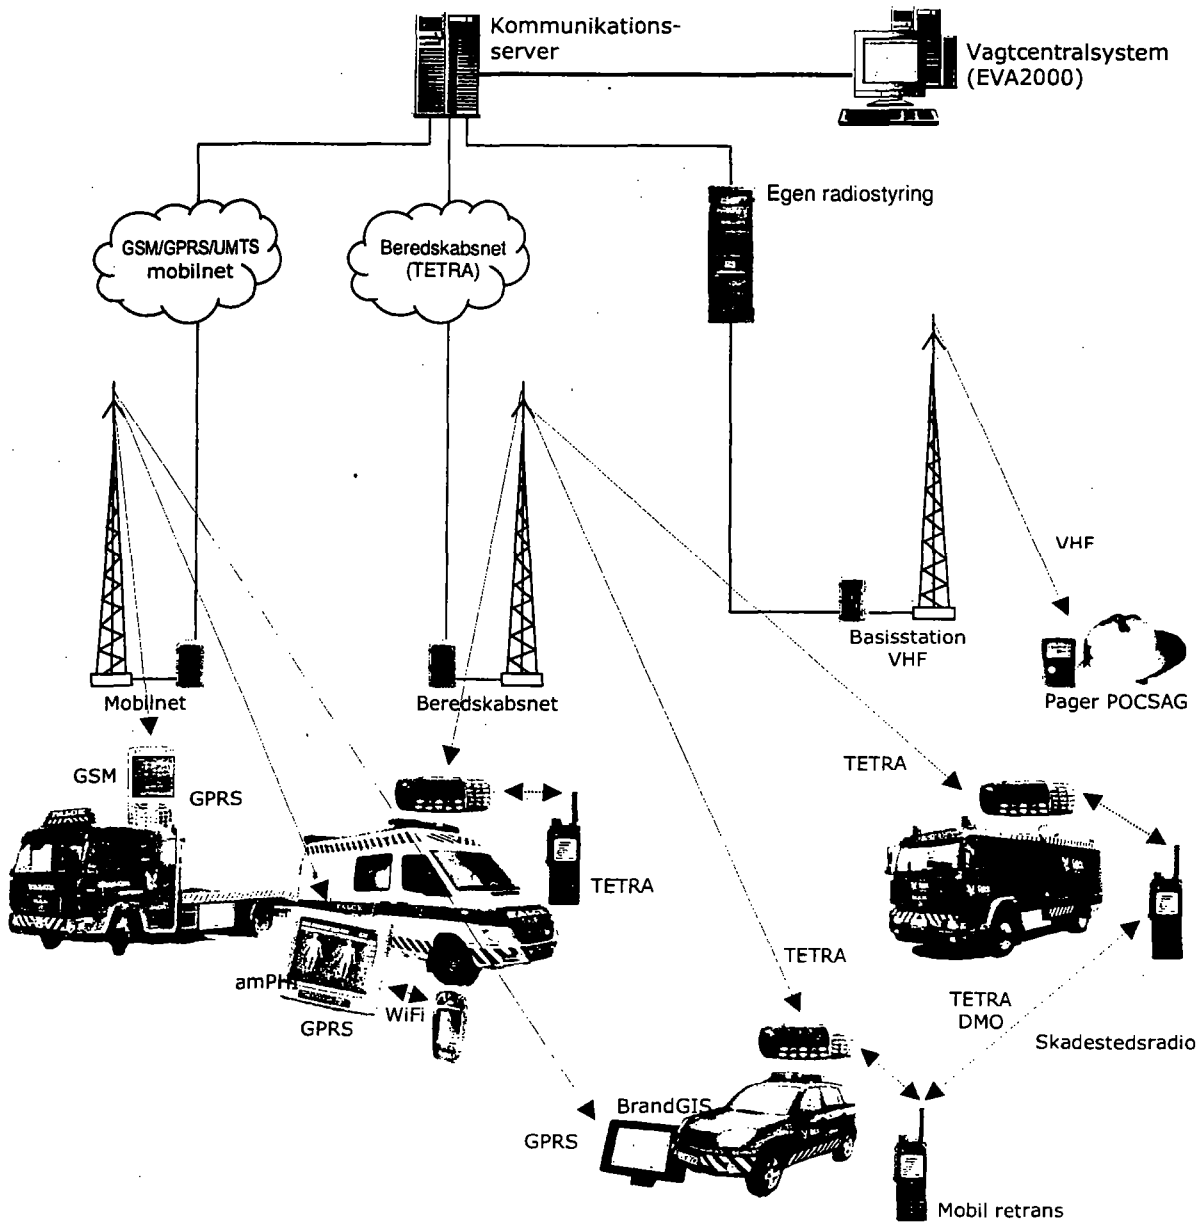 Kommunikations-
server
Vagtcentralsystem
(EVA2000)
Egen radiostyring
GSM/GPRS/UMTS
mobilnet
Beredskabsnet
(TETRA)
VHF
Basisstation
VHF
Mobilnet
Beredskabsnet
Pager POCSAG
GSM
GPRS
TETRA
TETRA
TETRA
amPHI
GPRS
WiFi
TETRA
DMO
Skadestedsradio
BrandGIS
GPRS
Mobil retrans